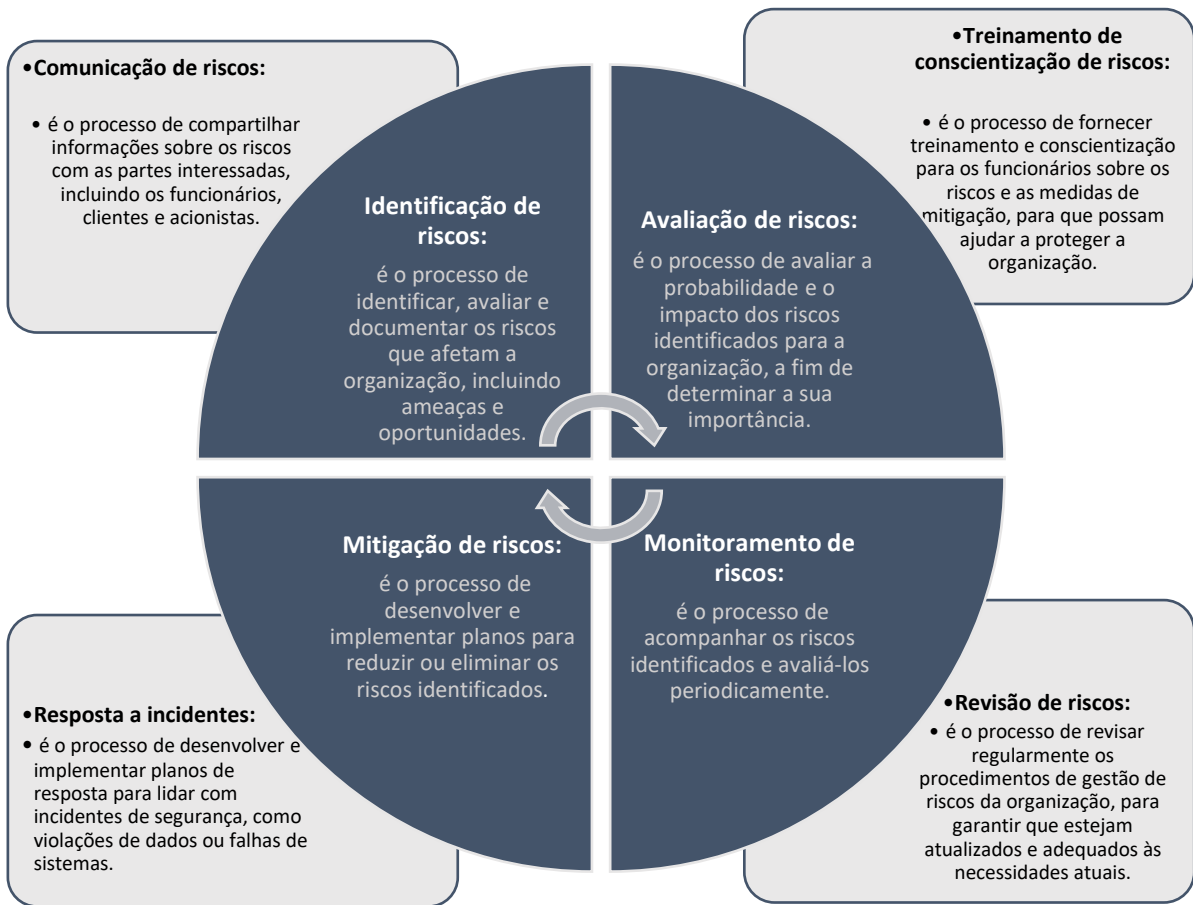 •Comunicação de riscos:
• é o processo de compartilhar
informações sobre os riscos
com as partes interessadas,
incluindo os funcionários,
clientes e acionistas.
•Treinamento de
conscientização de riscos:
• é o processo de fornecer
treinamento e conscientização
para os funcionários sobre os
riscos e as medidas de
mitigação, para que possam
ajudar a proteger a
organização.
Identificação de
riscos:
é o processo de
identificar, avaliar e
documentar os riscos
que afetam a
organização, incluindo
ameaças e
oportunidades.
Avaliação de riscos:
é o processo de avaliar a
probabilidade e o
impacto dos riscos
identificados para a
organização, a fim de
determinar a sua
importância.
Mitigação de riscos:
é o processo de
desenvolver e
implementar planos para
reduzir ou eliminar os
riscos identificados.
Monitoramento de
riscos:
é o processo de
acompanhar os riscos
identificados e avaliá-los
periodicamente.
•Resposta a incidentes:
• é o processo de desenvolver e
implementar planos de
resposta para lidar com
incidentes de segurança, como
violações de dados ou falhas de
sistemas.
•Revisão de riscos:
• é o processo de revisar
regularmente os
procedimentos de gestão de
riscos da organização, para
garantir que estejam
atualizados e adequados às
necessidades atuais.